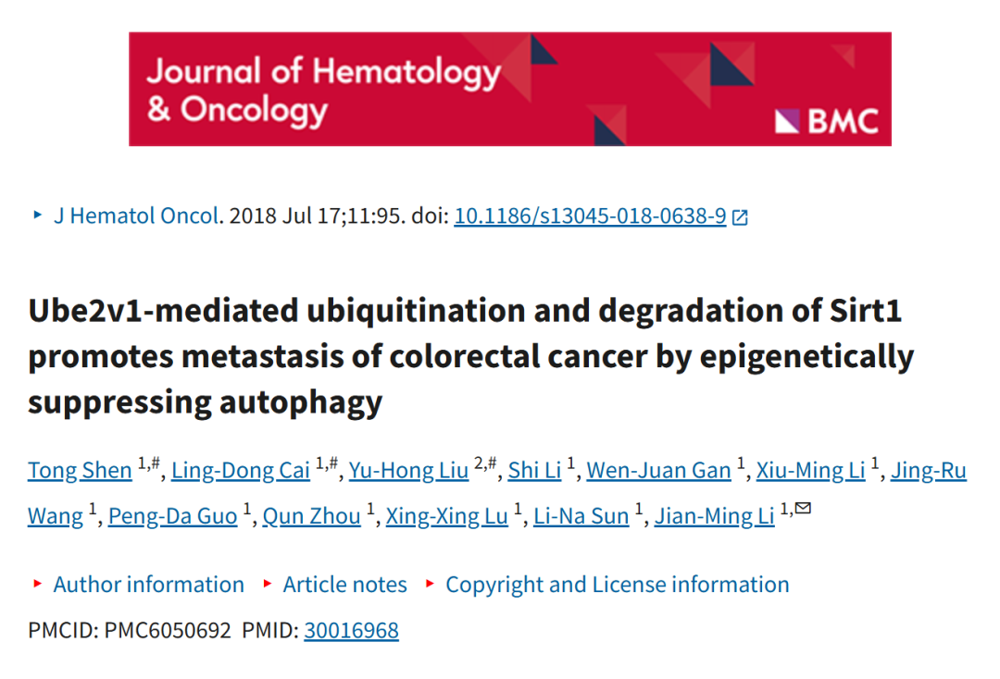 Journal of Hematology
& Oncology
BMC
J Hematol Oncol. 2018 Jul 17;11:95. doi: 10.1186/s13045-018-0638-9
Ube2v1-mediated ubiquitination and degradation of Sirt1
promotes metastasis of colorectal cancer by epigenetically
suppressing autophagy
Tong Shen 1,#, Ling-Dong Cai 1,#, Yu-Hong Liu 2,#, Shi Li 1, Wen-Juan Gan 1, Xiu-Ming Li 1, Jing-Ru
Wang 1, Peng-Da Guo 1, Qun Zhou 1, Xing-Xing Lu 1, Li-Na Sun 1, Jian-Ming Li 1,✉
Author information Article notes Copyright and License information
PMCID: PMC6050692 PMID: 30016968